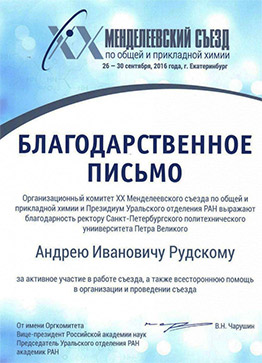 XX МЕНДЕЛЕЕВСКИЙ СЪЕЗД
по общей и прикладной химии
26 – 30 сентября, 2016 года, г. Екатеринбург
БЛАГОДАРСТВЕННОЕ
ПИСЬМО
Организационный комитет XX Менделеевского съезда по общей и
прикладной химии и Президиум Уральского отделения РАН выражают
благодарность ректору Санкт-Петербургского политехнического
университета Петра Великого
Андрею Ивановичу Рудскому
за активное участие в работе съезда, а также всестороннюю помощь
в организации и проведении съезда
От имени Оргкомитета
Вице-президент Российской академии наук
Председатель Уральского отделения РАН
академик РАН
В.Н. Чарушин